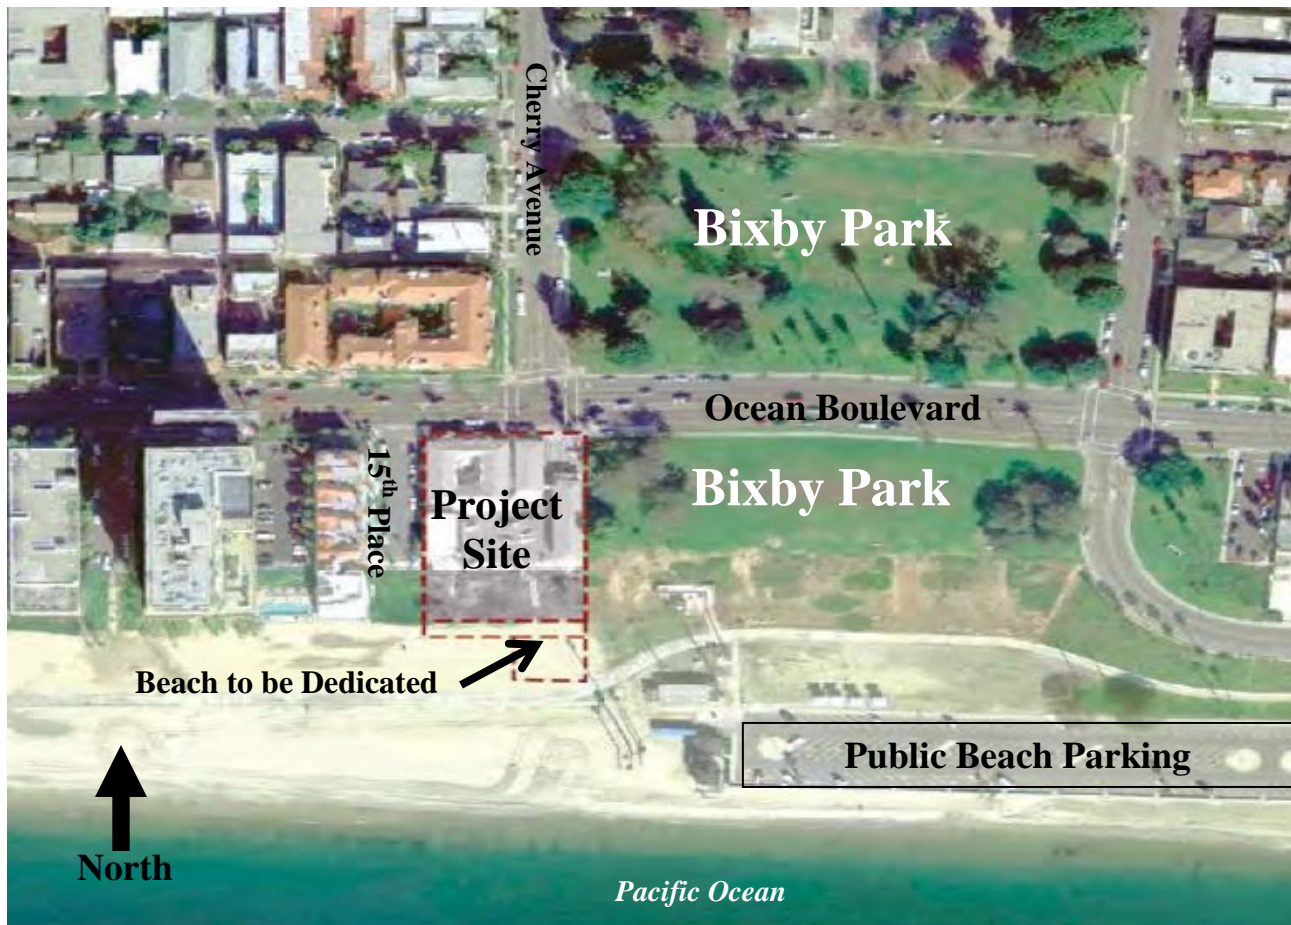 Cherry Avenue
Bixby Park
Ocean Boulevard
15th Place
Project
Site
Bixby Park
Beach to be Dedicated
Public Beach Parking
North
Pacific Ocean